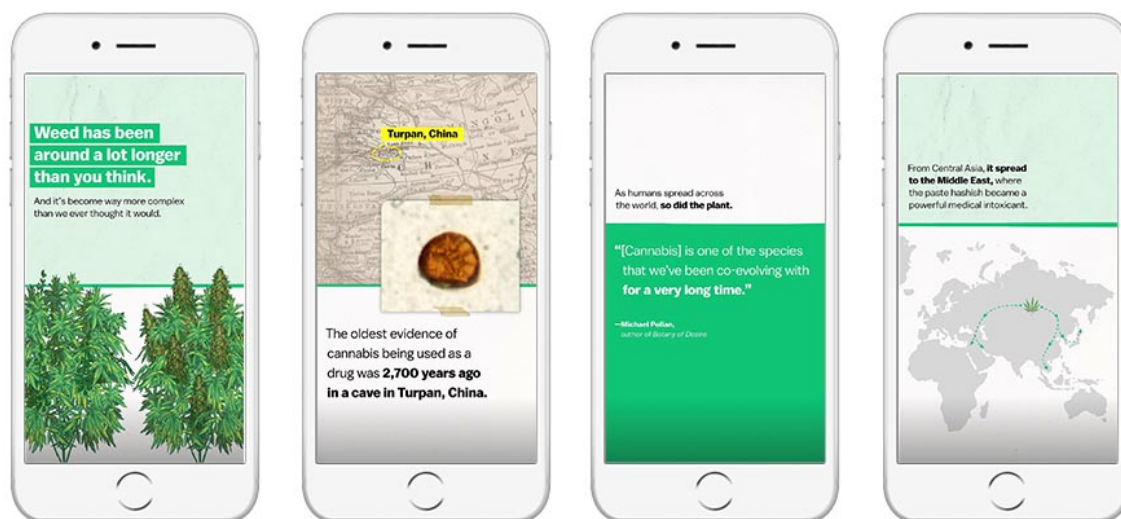 Weed has been
around a lot longer
than you think.
And it's become way more complex
than we ever thought it would.
Turpan, China
MONGOLI
CHINE
The oldest evidence of
cannabis being used as a
drug was 2,700 years ago
in a cave in Turpan, China.
As humans spread across
the world, so did the plant.
“[Cannabis] is one of the species
that we've been co-evolving with
for a very long time.”
—Michael Pollan,
author of Botany of Desire
From Central Asia, it spread
to the Middle East, where
the paste hashish became a
powerful medical intoxicant.